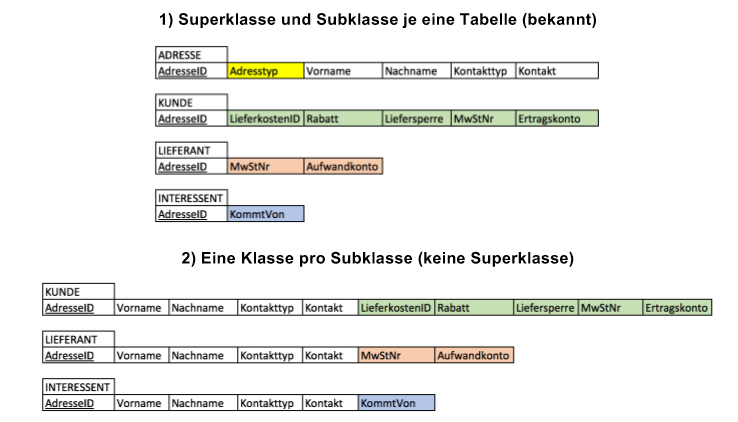 1) Superklasse und Subklasse je eine Tabelle (bekannt)
ADRESSE
AdresseID Adresstyp Vorname Nachname Kontakttyp Kontakt
KUNDE
AdresseID LieferkostenID Rabatt Liefersperre MwStNr Ertragskonto
LIEFERANT
AdresseID MwStNr Aufwandkonto
INTERESSENT
AdresseID KommtVon
2) Eine Klasse pro Subklasse (keine Superklasse)
KUNDE
AdresseID Vorname Nachname Kontakttyp Kontakt LieferkostenID Rabatt Liefersperre MwStNr Ertragskonto
LIEFERANT
AdresseID Vorname Nachname Kontakttyp Kontakt MwStNr Aufwandkonto
INTERESSENT
AdresseID Vorname Nachname Kontakttyp Kontakt KommtVon